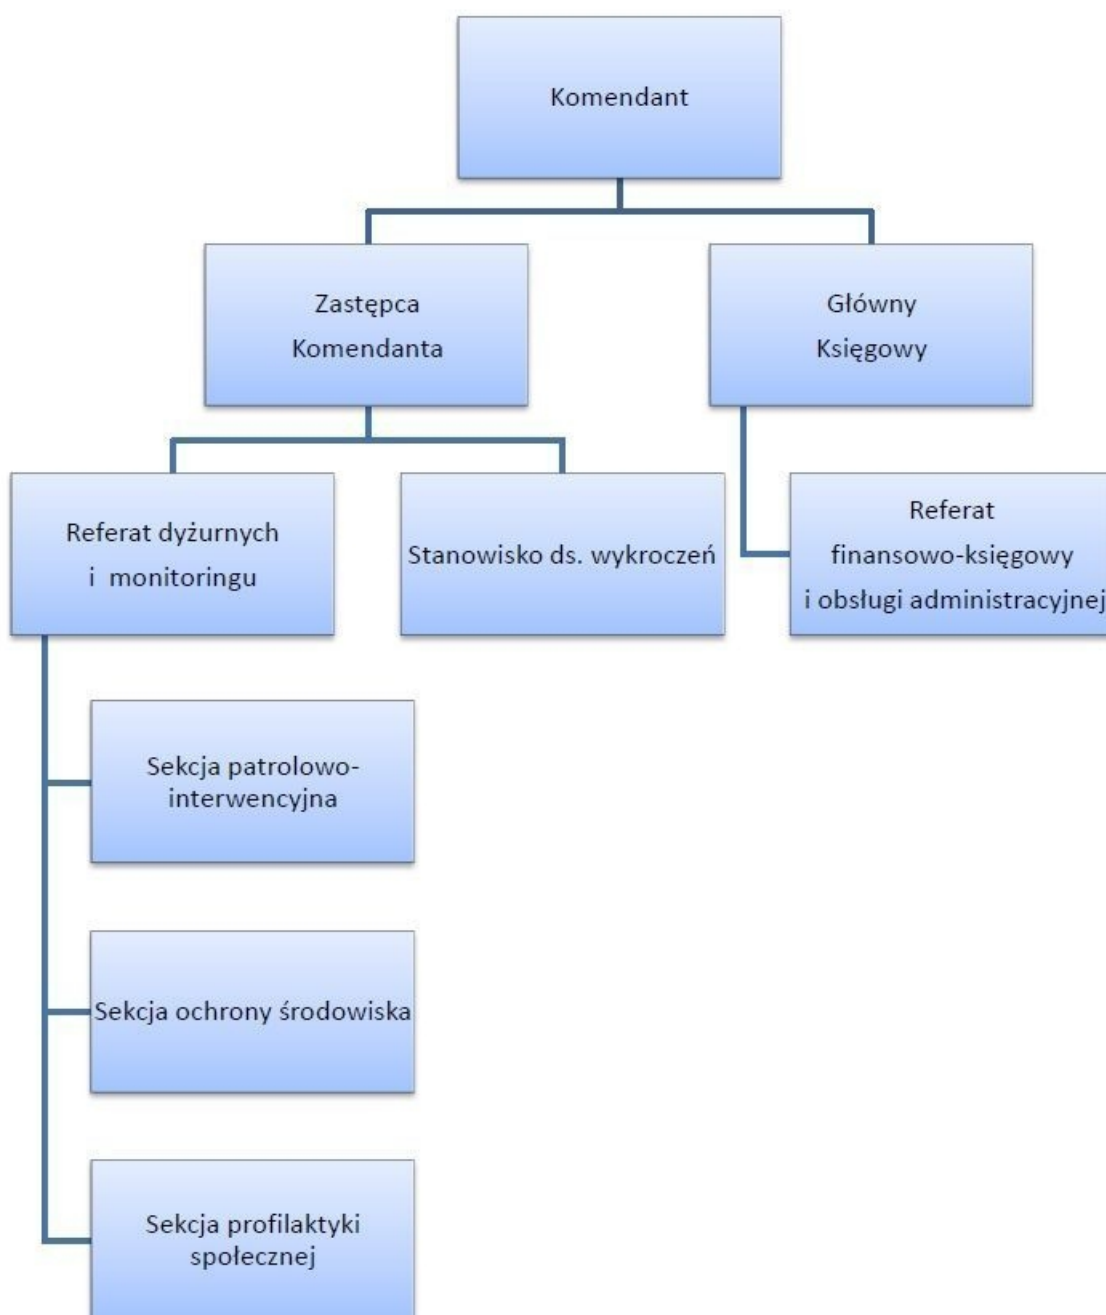 Komendant
Zastępca
Komendanta
Główny
Księgowy
Referat dyżurnych
i monitoringu
Stanowisko ds. wykroczeń
Referat
finansowo-księgowy
i obsługi administracyjnej
Sekcja patrolowo-
interwencyjna
Sekcja ochrony środowiska
Sekcja profilaktyki
społecznej